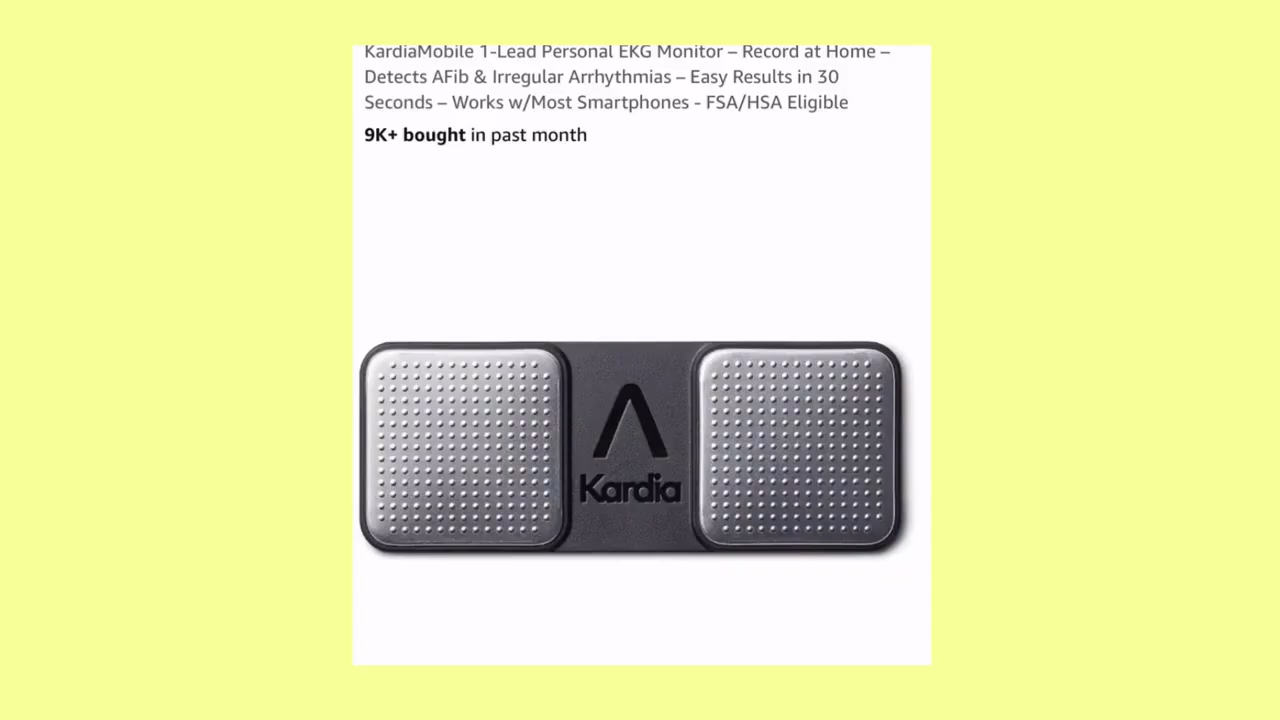 KardiaMobile 1-Lead Personal EKG Monitor – Record at Home –
Detects AFib & Irregular Arrhythmias – Easy Results in 30
Seconds – Works w/Most Smartphones - FSA/HSA Eligible
9K+ bought in past month
Kardia